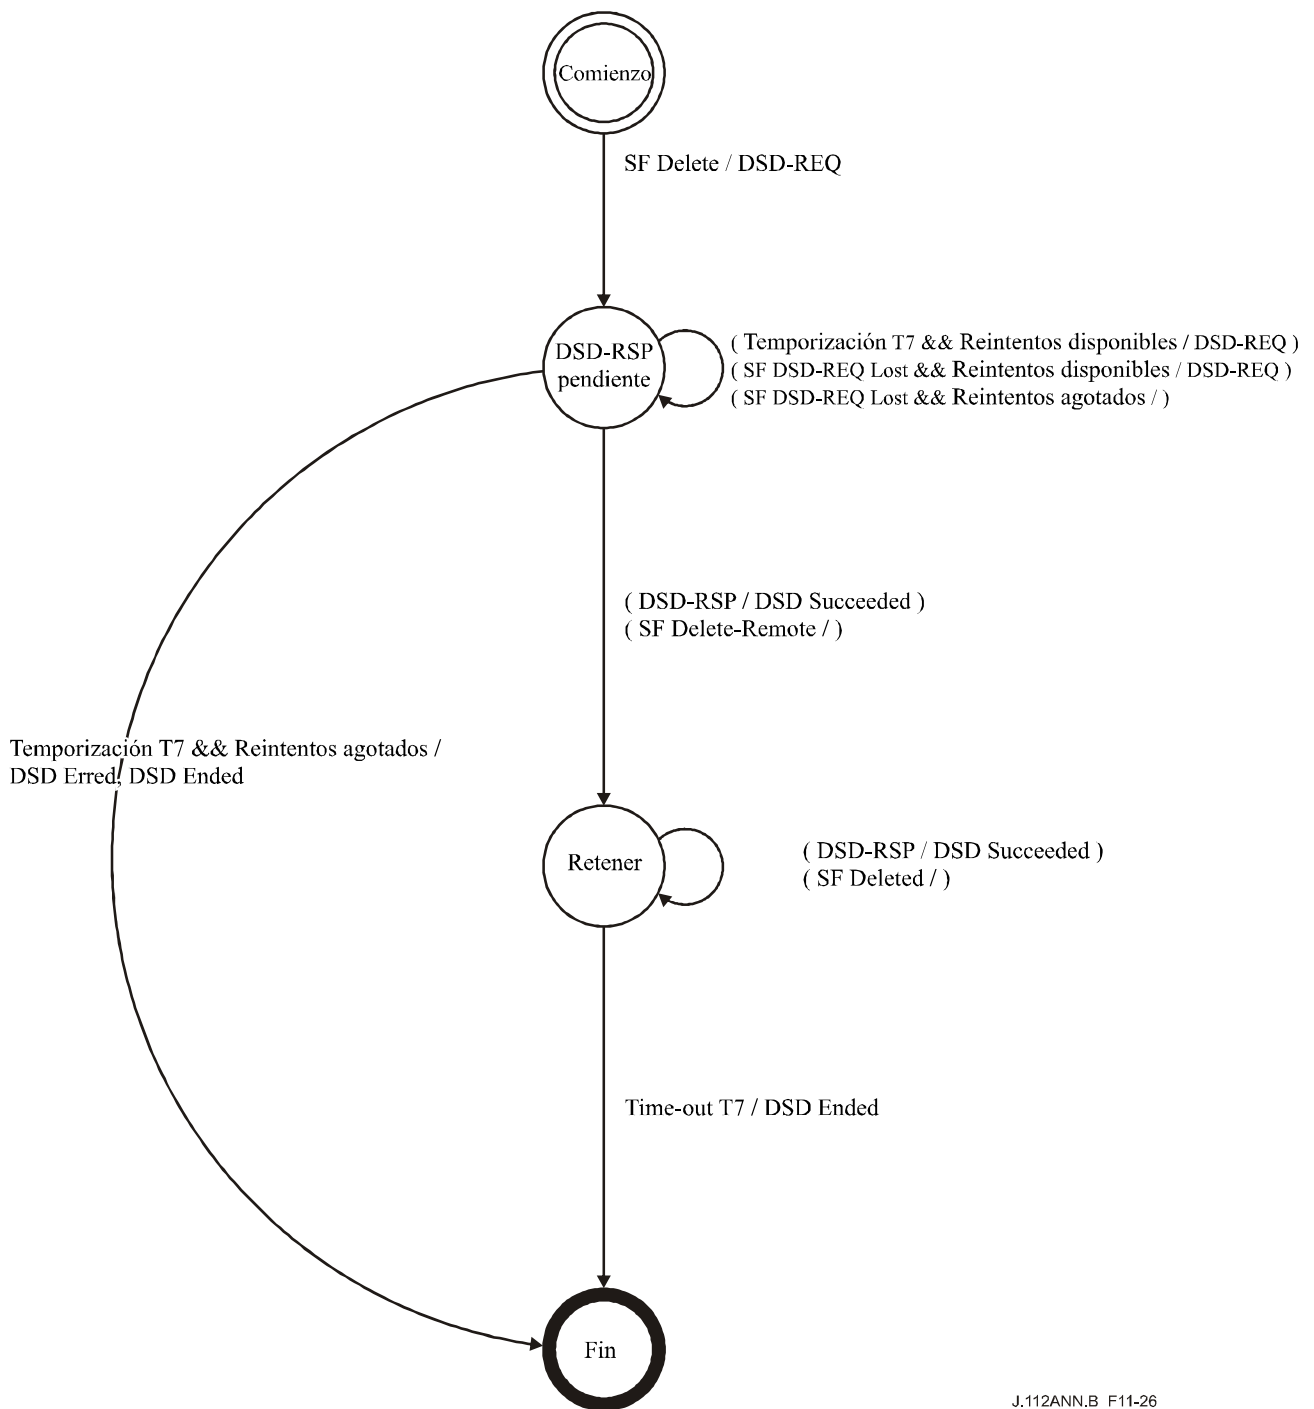 Comienzo
SF Delete / DSD-REQ
DSD-RSP
pendiente
( Temporización T7 && Reintentos disponibles / DSD-REQ )
( SF DSD-REQ Lost && Reintentos disponibles / DSD-REQ )
( SF DSD-REQ Lost && Reintentos agotados / )
( DSD-RSP / DSD Succeeded )
( SF Delete-Remote / )
Temporización T7 && Reintentos agotados /
DSD Erred, DSD Ended
Retener
( DSD-RSP / DSD Succeeded )
( SF Deleted / )
Time-out T7 / DSD Ended
Fin
J.112ANN.B F11-26